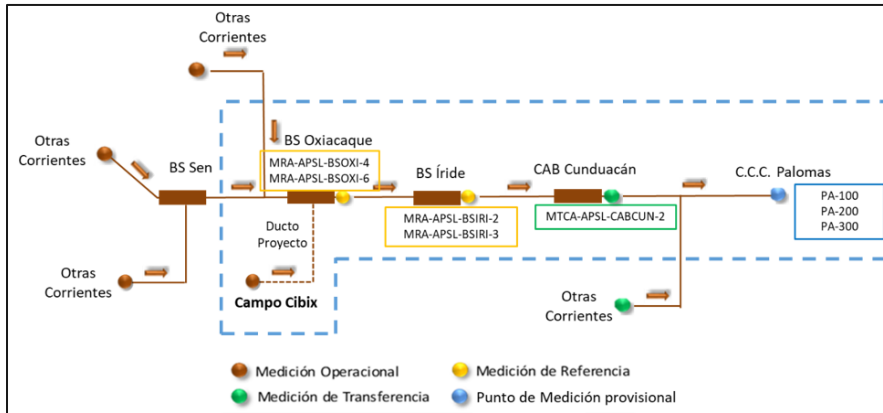 Otras
Corrientes
Otras
Corrientes
BS Sen
BS Oxiacaque
MRA-APSL-BSOXI-4
MRA-APSL-BSOXI-6
BS Íride
MRA-APSL-BSIRI-2
MRA-APSL-BSIRI-3
CAB Cunduacán
MTCA-APSL-CABCUN-2
C.C.C. Palomas
PA-100
PA-200
PA-300
Ducto
Proyecto
Otras
Corrientes
Campo Cibix
Otras
Corrientes
Medición Operacional
Medición de Referencia
Medición de Transferencia
Punto de Medición provisional